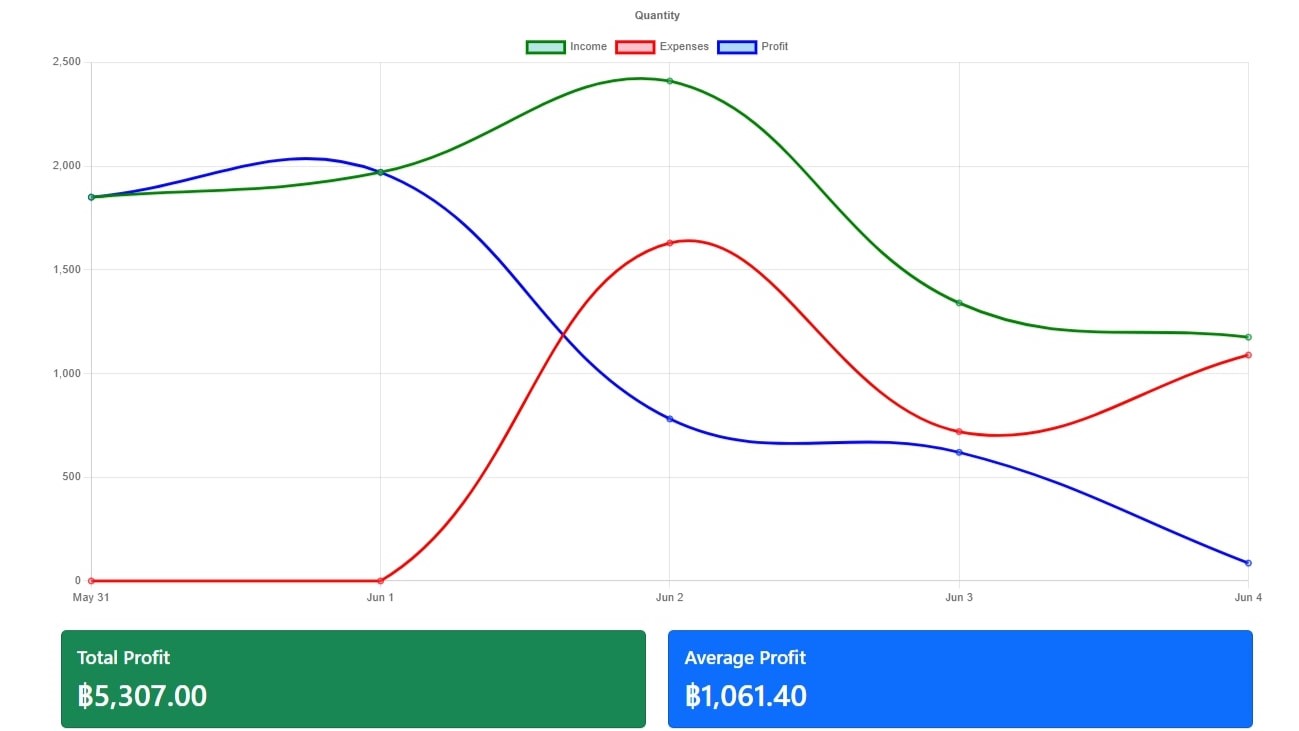 Quantity
Income Expenses Profit
2,500
2,000
1,500
1,000
500
0
May 31 Jun 1 Jun 2 Jun 3 Jun 4
Total Profit
฿5,307.00
Average Profit
฿1,061.40